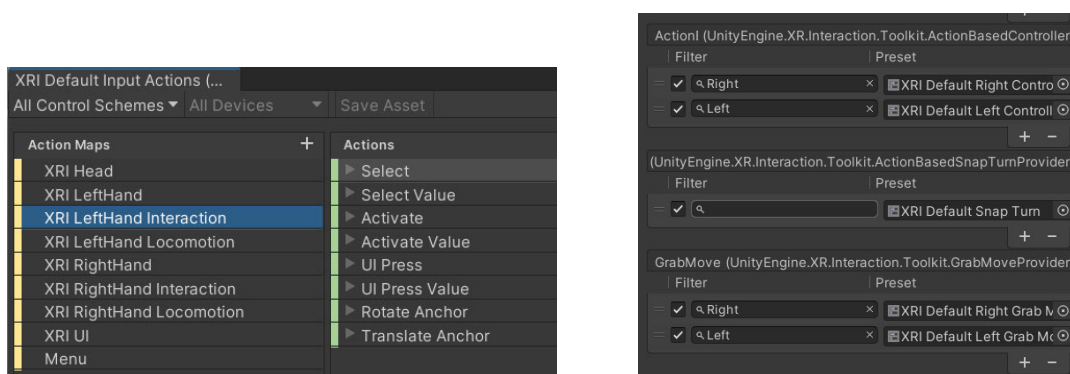 XRI Default Input Actions (...
All Control Schemes All Devices Save Asset
Action Maps + Actions
XRI Head
XRI LeftHand
XRI LeftHand Interaction
XRI LeftHand Locomotion
XRI RightHand
XRI RightHand Interaction
XRI RightHand Locomotion
XRI UI
Menu
Select
Select Value
Activate
Activate Value
UI Press
UI Press Value
Rotate Anchor
Translate Anchor
ActionI (UnityEngine.XR.Interaction.Toolkit.ActionBasedController
Filter Preset
Right × XRI Default Right Contro
Left × XRI Default Left Controll
+ -
(UnityEngine.XR.Interaction.Toolkit.ActionBasedSnapTurnProvider
Filter Preset
XRI Default Snap Turn
+ -
GrabMove (UnityEngine.XR.Interaction.Toolkit.GrabMoveProvider
Filter Preset
Right × XRI Default Right Grab M
Left × XRI Default Left Grab Mo
+ -